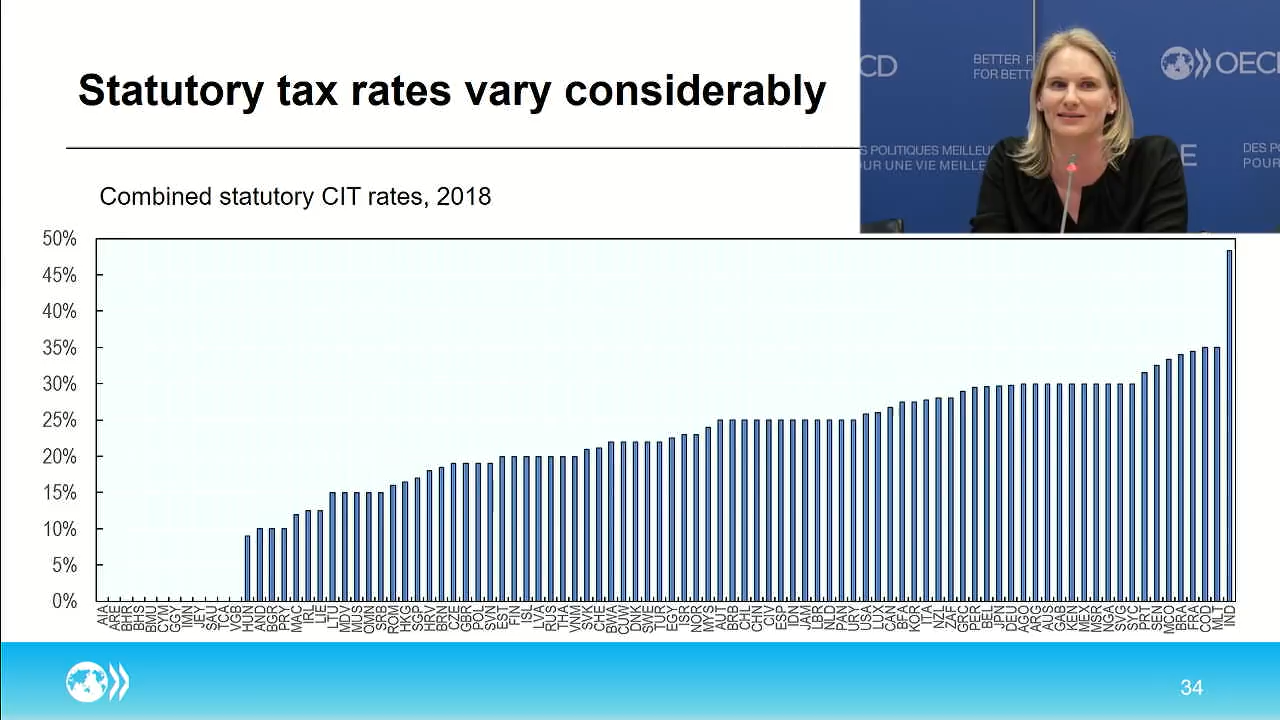 Statutory tax rates vary considerably
CD
BETTER P
S
FOR BETT
OECD
S POLITIQUES MEILLEU
UR UNE VIE MEILLE
E
DES PO
POUR
Combined statutory CIT rates, 2018
50%
45%
40%
35%
30%
25%
20%
15%
10%
5%
0%
AIA ARE BHR BHS BMU CYM GGY IMN JEY SAU TCA VGB HUN AND BGR PRY MAC IRL LIE LTU MDV MUS OMN SRB ROM HKG SGP HRV BRN CZE GBR POL SVN EST FIN ISL LVA RUS THA VNM SVK CHE BWA CUW DNK SWE TUR EGY ISR NOR MYS AUT BRB CHL CHN CIV ESP IDN JAM LBR NLD PAN URY USA LUX CAN BFA KOR ITA NZL ZAF GRC PER BEL JPN DEU AGO ARG AUS GAB KEN MEX MSR NGA SVC SYC PRT SEN MCO BRA FRA COD MLT IND
34